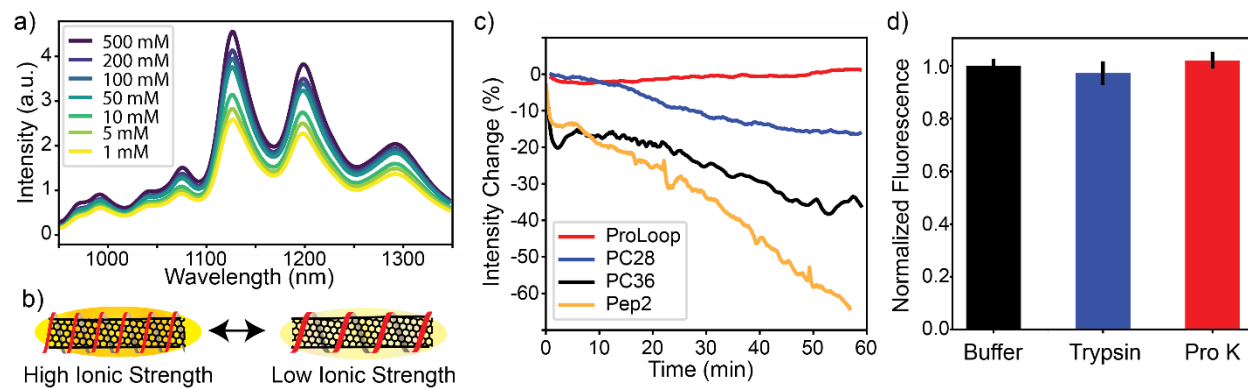 a)
500 mM
200 mM
100 mM
50 mM
10 mM
5 mM
1 mM
4
3
2
1
0
Intensity (a.u.)
1000 1100 1200 1300
Wavelength (nm)
b)
High Ionic Strength
Low Ionic Strength
c)
0
-10
-20
-30
-40
-50
-60
Intensity Change (%)
ProLoop
PC28
PC36
Pep2
0 10 20 30 40 50 60
Time (min)
d)
1.0
0.8
0.6
0.4
0.2
0.0
Normalized Fluorescence
Buffer Trypsin Pro K